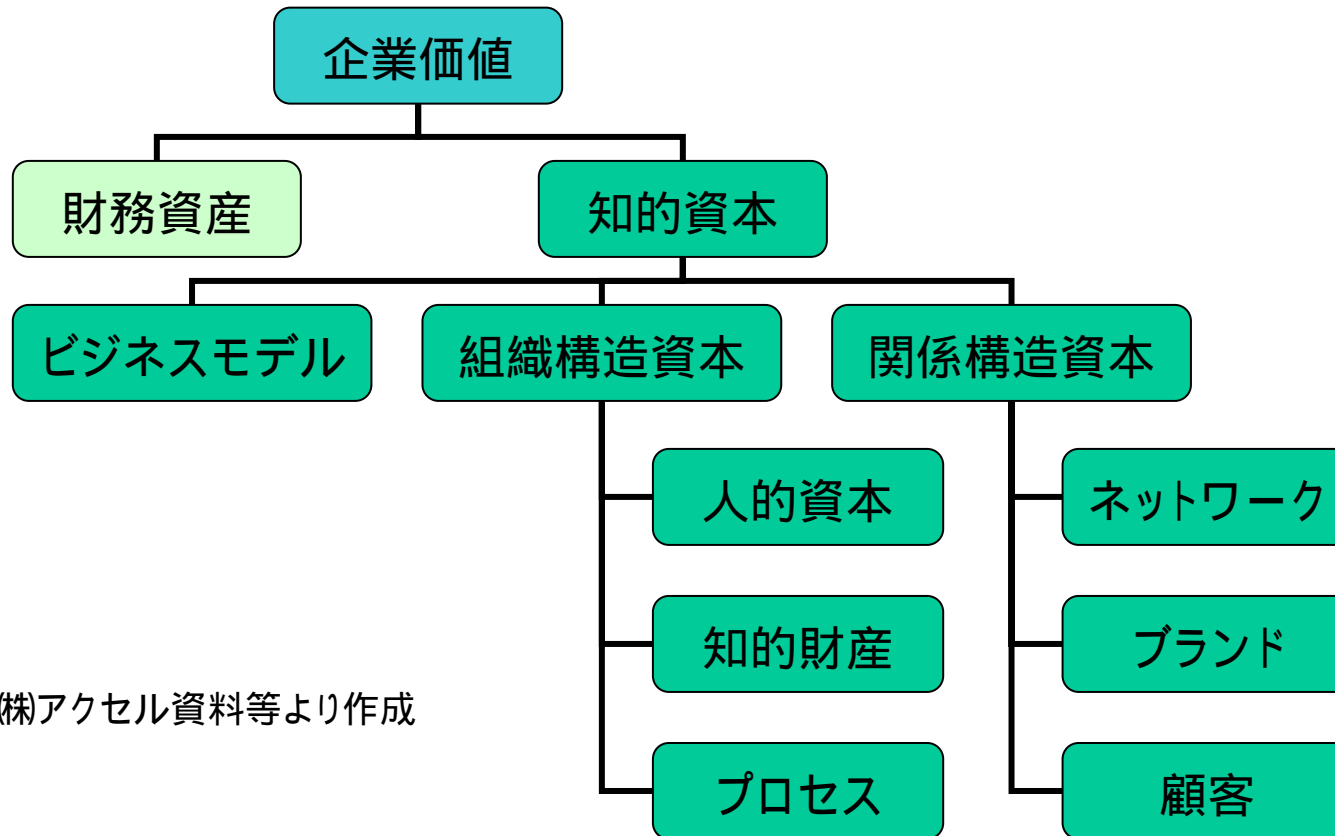 企業価値
財務資産
知的資本
ビジネスモデル
組織構造資本
関係構造資本
人的資本
ネットワーク
知的財産
ブランド
㈱アクセル資料等より作成
プロセス
顧客